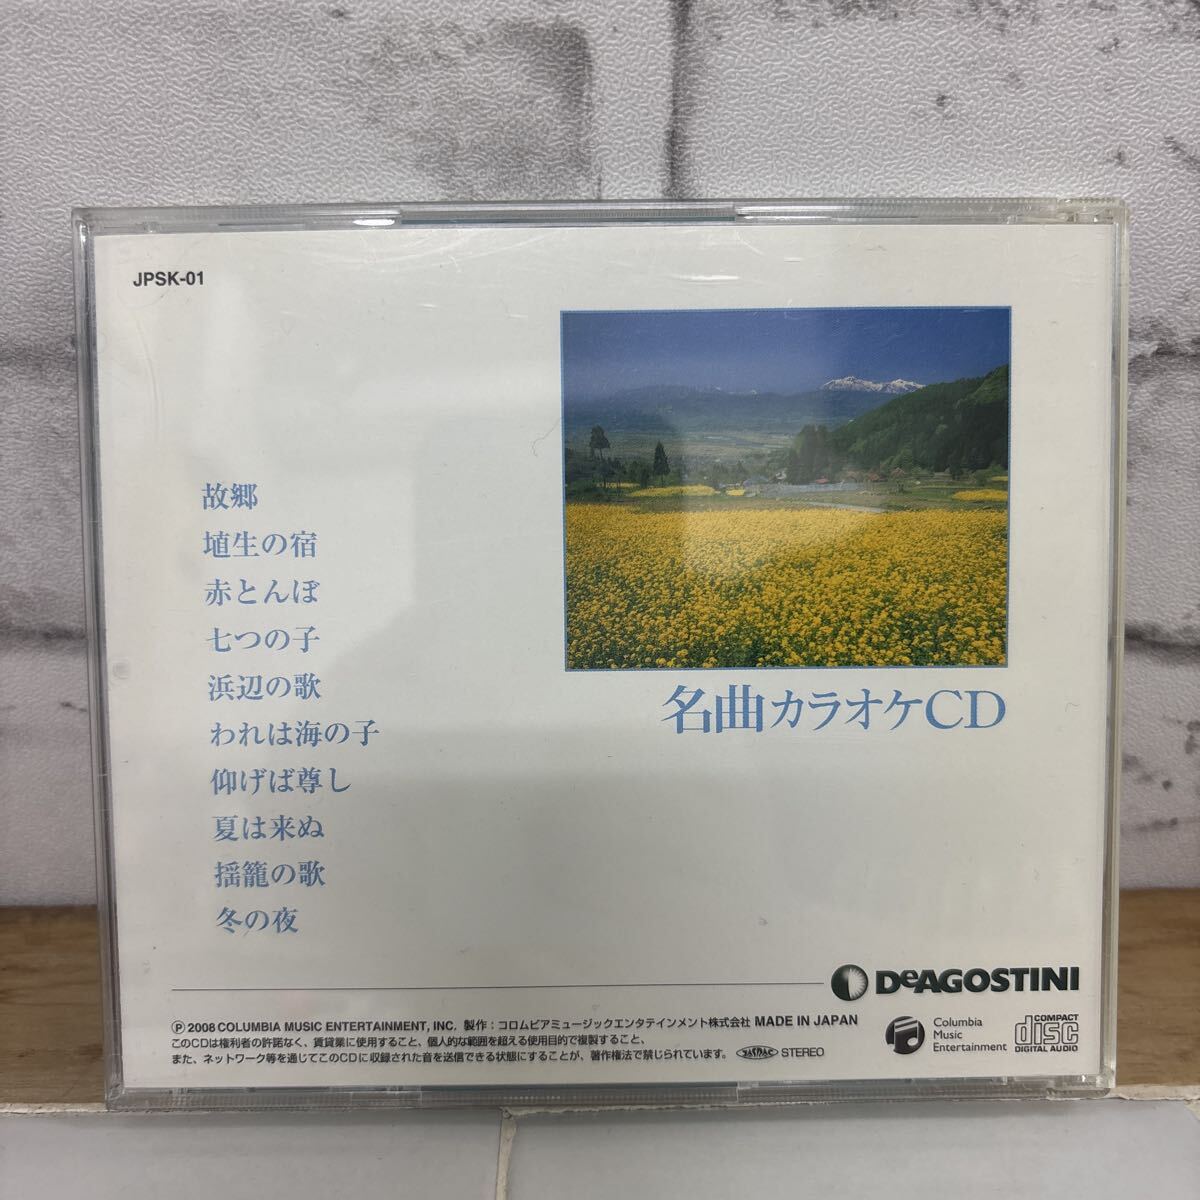 JPSK-01
故郷
埴生の宿
赤とんぼ
七つの子
浜辺の歌
われは海の子
仰げば尊し
夏は来ぬ
揺籠の歌
冬の夜
名曲カラオケCD
DeAGOSTINI
Ⓟ 2008 COLUMBIA MUSIC ENTERTAINMENT, INC. 製作：コロムビアミュージックエンタテインメント株式会社 MADE IN JAPAN
このCDは権利者の許諾なく、賃貸業に使用すること、個人的な範囲を超える使用目的で複製すること、
また、ネットワーク等を通じてこのCDに収録された音を送信できる状態にすることが、著作権法で禁じられています。 JASRAC STEREO
Columbia
Music
Entertainment
COMPACT
disc
DIGITAL AUDIO